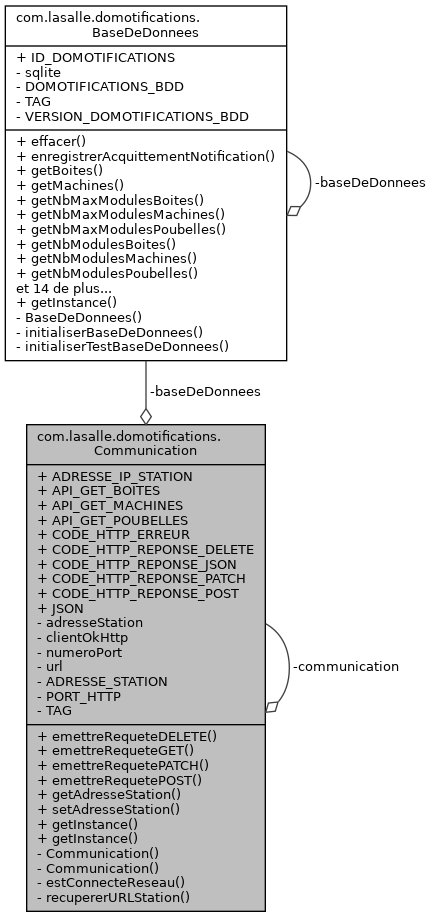 com.lasalle.domotifications.
BaseDeDonnees
+ ID_DOMOTIFICATIONS
- sqlite
- DOMOTIFICATIONS_BDD
- TAG
- VERSION_DOMOTIFICATIONS_BDD
+ effacer()
+ enregistrerAcquittementNotification()
+ getBoites()
+ getMachines()
+ getNbMaxModulesBoites()
+ getNbMaxModulesMachines()
+ getNbMaxModulesPoubelles()
+ getNbModulesBoites()
+ getNbModulesMachines()
+ getNbModulesPoubelles()
et 14 de plus...
+ getInstance()
- BaseDeDonnees()
- initialiserBaseDeDonnees()
- initialiserTestBaseDeDonnees()
-baseDeDonnees
-baseDeDonnees
com.lasalle.domotifications.
Communication
+ ADRESSE_IP_STATION
+ API_GET_BOITES
+ API_GET_MACHINES
+ API_GET_POUBELLES
+ CODE_HTTP_ERREUR
+ CODE_HTTP_REPONSE_DELETE
+ CODE_HTTP_REPONSE_JSON
+ CODE_HTTP_REPONSE_PATCH
+ CODE_HTTP_REPONSE_POST
+ JSON
- adresseStation
- clientOkHttp
- numeroPort
- url
- ADRESSE_STATION
- PORT_HTTP
- TAG
+ emettreRequeteDELETE()
+ emettreRequeteGET()
+ emettreRequetePATCH()
+ emettreRequetePOST()
+ getAdresseStation()
+ setAdresseStation()
+ getInstance()
+ getInstance()
- Communication()
- Communication()
- estConnecteReseau()
- recupererURLStation()
-communication